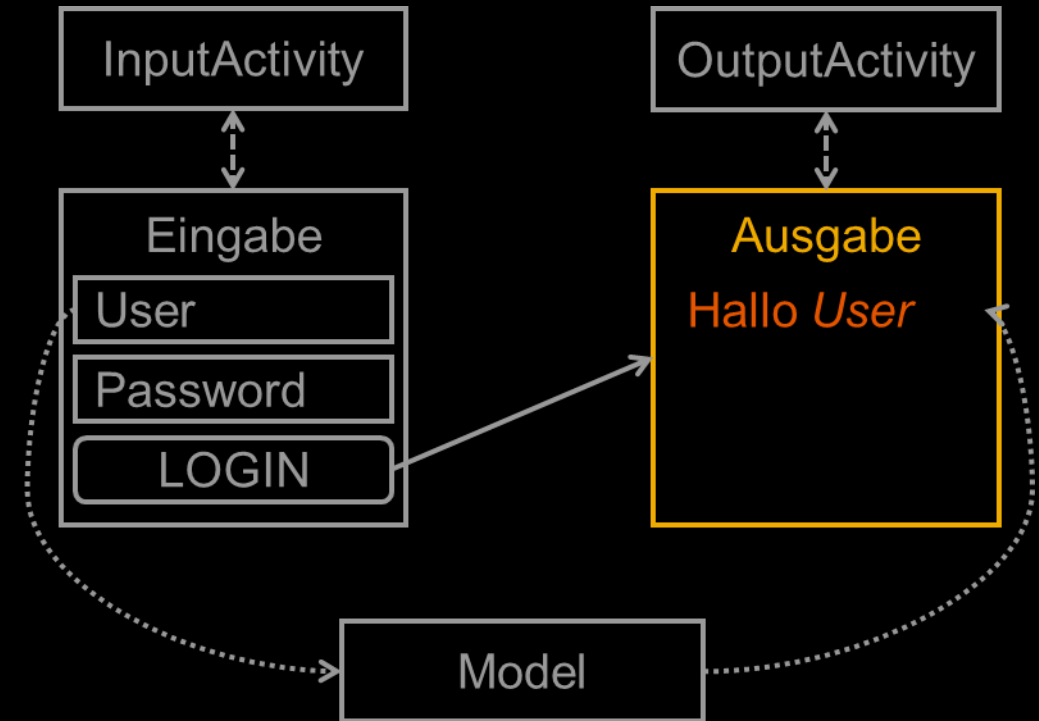 InputActivity
OutputActivity
Eingabe
User
Password
LOGIN
Ausgabe
Hallo User
Model